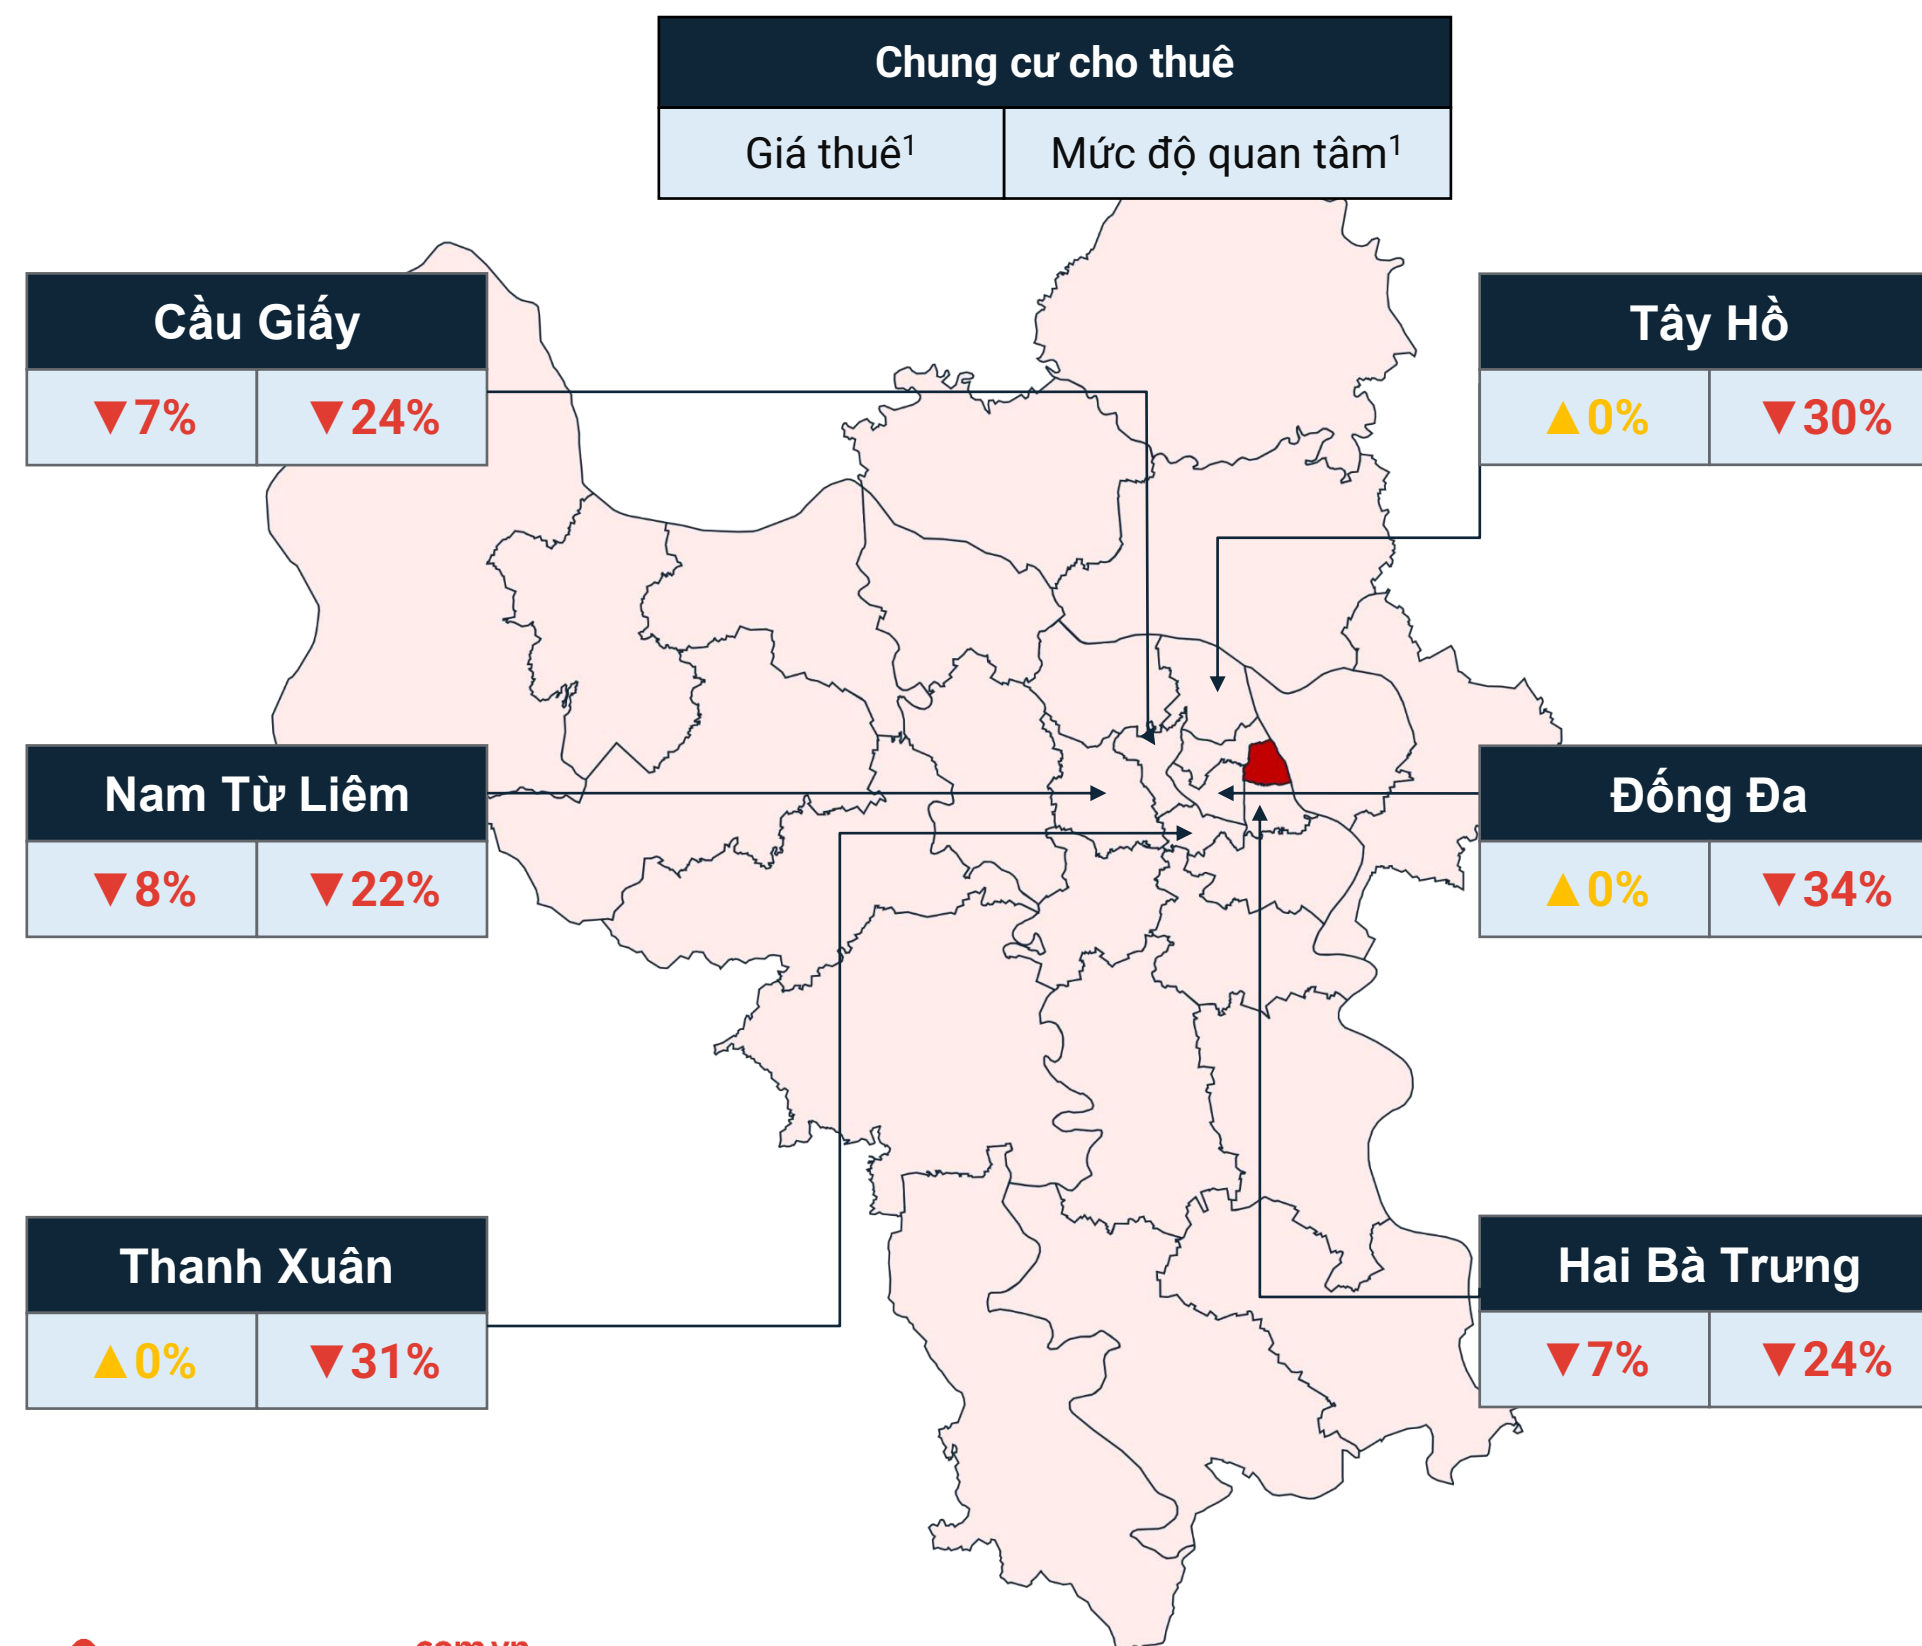 Chung cư cho thuê
Giá thuê¹ Mức độ quan tâm¹
Cầu Giấy
▼7% ▼24%
Tây Hồ
▲0% ▼30%
Nam Từ Liêm
▼8% ▼22%
Đống Đa
▲0% ▼34%
Thanh Xuân
▲0% ▼31%
Hai Bà Trưng
▼7% ▼24%